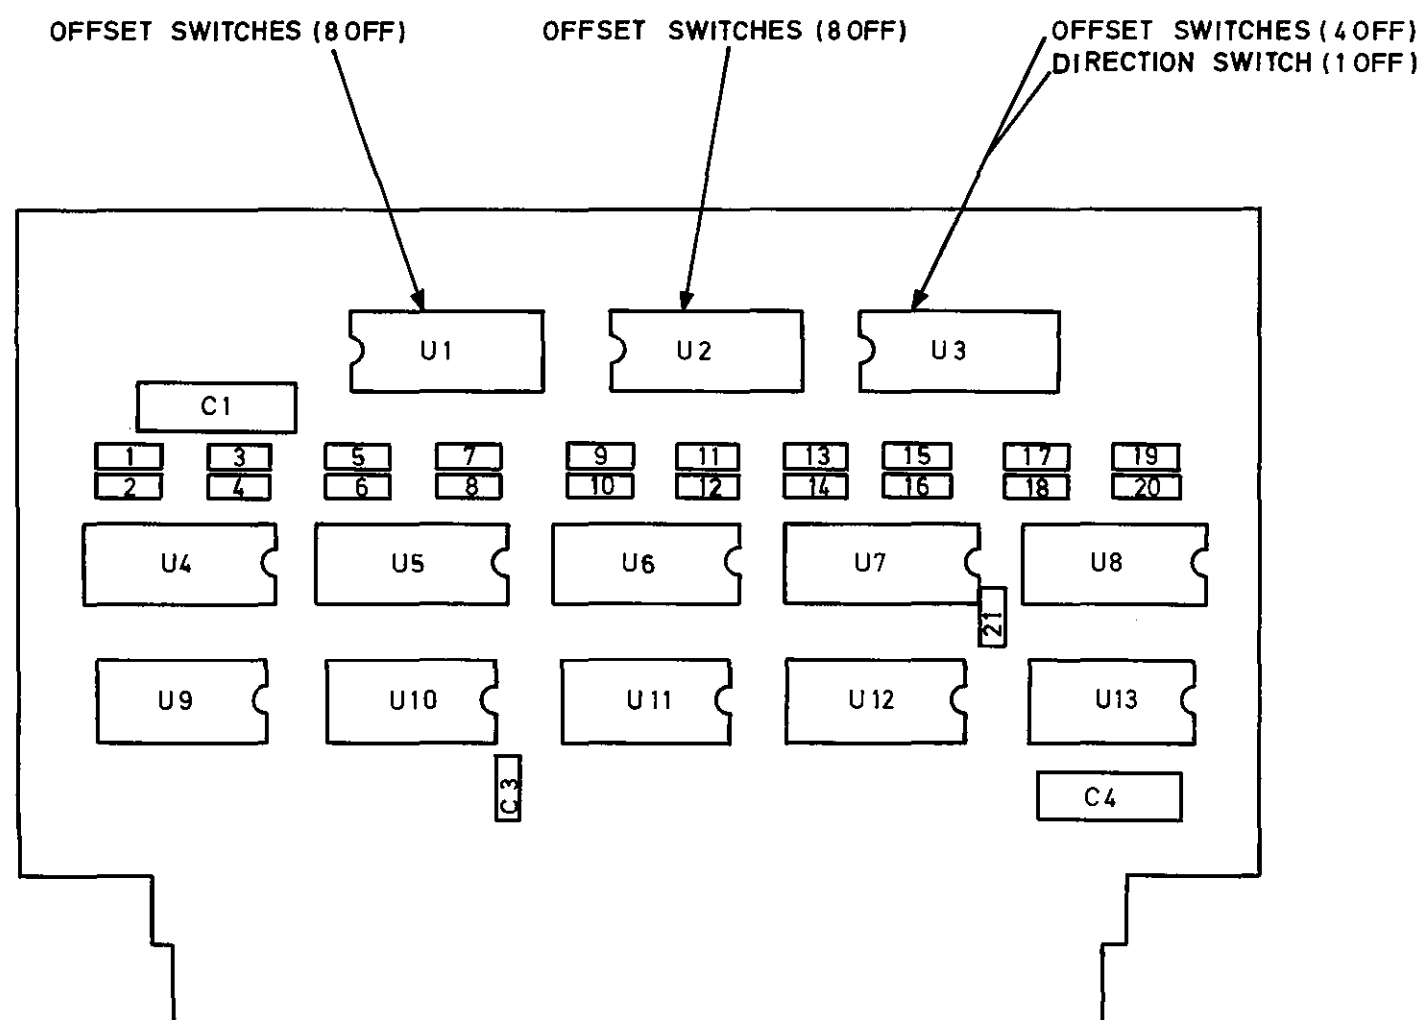 OFFSET SWITCHES (8 OFF)
OFFSET SWITCHES (8 OFF)
OFFSET SWITCHES (4 OFF)
DIRECTION SWITCH (1 OFF)
U1
U2
U3
C1
1 3 5 7 9 11 13 15 17 19
2 4 6 8 10 12 14 16 18 20
U4
U5
U6
U7
U8
21
U9
U10
U11
U12
U13
C3
C4